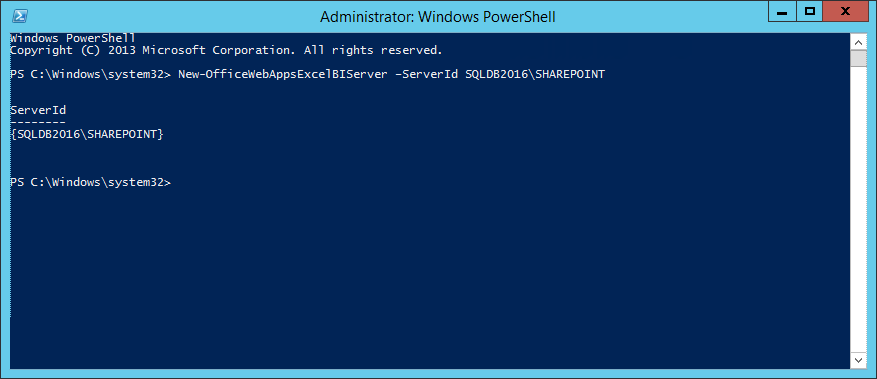 Administrator: Windows PowerShell
Windows PowerShell
Copyright (C) 2013 Microsoft Corporation. All rights reserved.
PS C:\Windows\system32> New-OfficeWebAppsExcelBIServer –ServerId SQLDB2016\SHAREPOINT
ServerId
--------
{SQLDB2016\SHAREPOINT}
PS C:\Windows\system32>